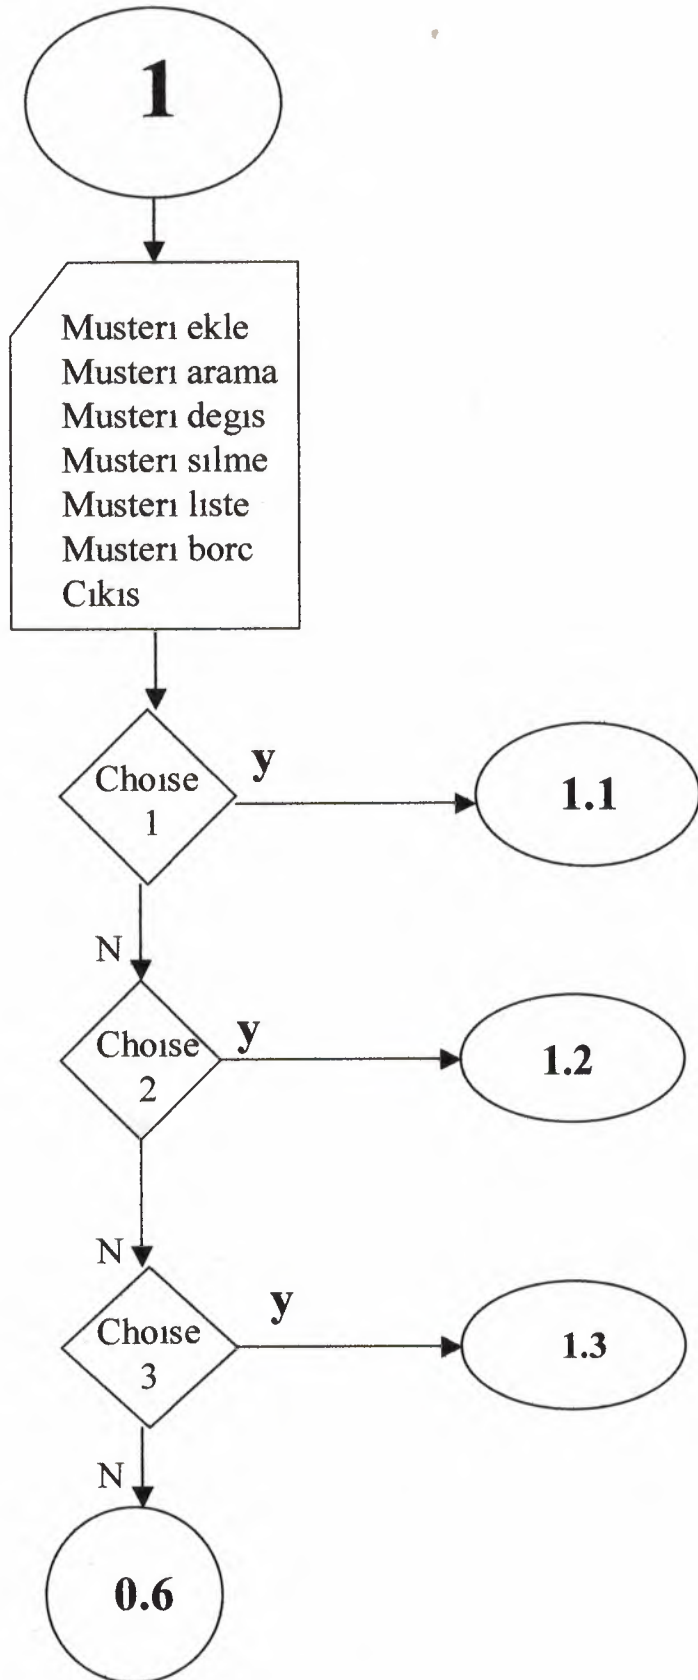 1
Musterı ekle
Musterı arama
Musterı degıs
Musterı sılme
Musterı lıste
Musterı borc
Cıkıs
Choıse
1
y
1.1
N
Choıse
2
y
1.2
N
Choıse
3
y
1.3
N
0.6